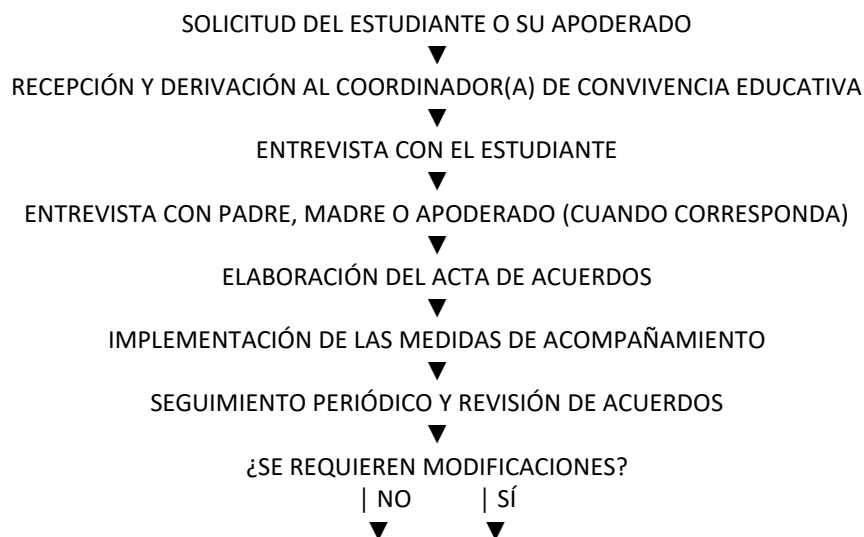 SOLICITUD DEL ESTUDIANTE O SU APODERADO
▼
RECEPCIÓN Y DERIVACIÓN AL COORDINADOR(A) DE CONVIVENCIA EDUCATIVA
▼
ENTREVISTA CON EL ESTUDIANTE
▼
ENTREVISTA CON PADRE, MADRE O APODERADO (CUANDO CORRESPONDA)
▼
ELABORACIÓN DEL ACTA DE ACUERDOS
▼
IMPLEMENTACIÓN DE LAS MEDIDAS DE ACOMPAÑAMIENTO
▼
SEGUIMIENTO PERIÓDICO Y REVISIÓN DE ACUERDOS
▼
¿SE REQUIEREN MODIFICACIONES?
| NO | SÍ
▼ ▼